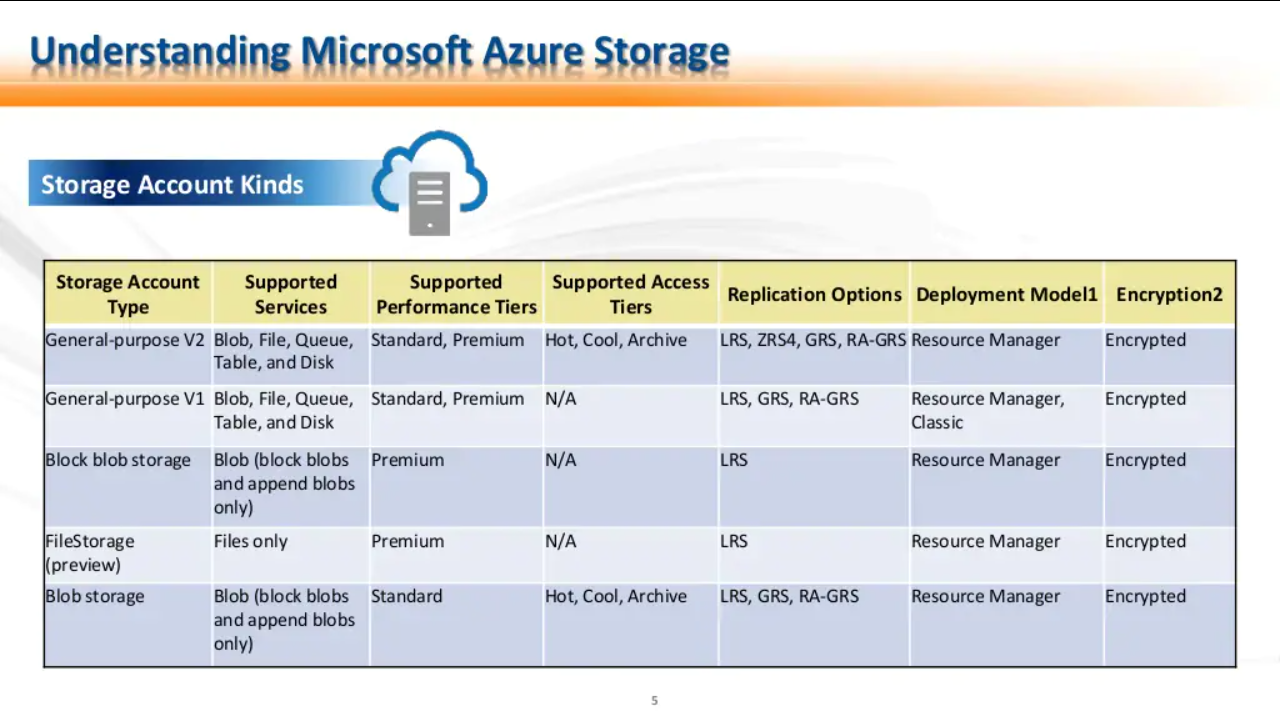 Understanding Microsoft Azure Storage
Storage Account Kinds
Storage Account
Type
Supported
Services
Supported
Performance Tiers
Supported Access
Tiers
Replication Options
Deployment Model1
Encryption2
General-purpose V2
Blob, File, Queue,
Table, and Disk
Standard, Premium
Hot, Cool, Archive
LRS, ZRS4, GRS, RA-GRS
Resource Manager
Encrypted
General-purpose V1
Blob, File, Queue,
Table, and Disk
Standard, Premium
N/A
LRS, GRS, RA-GRS
Resource Manager,
Classic
Encrypted
Block blob storage
Blob (block blobs
and append blobs
only)
Premium
N/A
LRS
Resource Manager
Encrypted
FileStorage
(preview)
Files only
Premium
N/A
LRS
Resource Manager
Encrypted
Blob storage
Blob (block blobs
and append blobs
only)
Standard
Hot, Cool, Archive
LRS, GRS, RA-GRS
Resource Manager
Encrypted
5